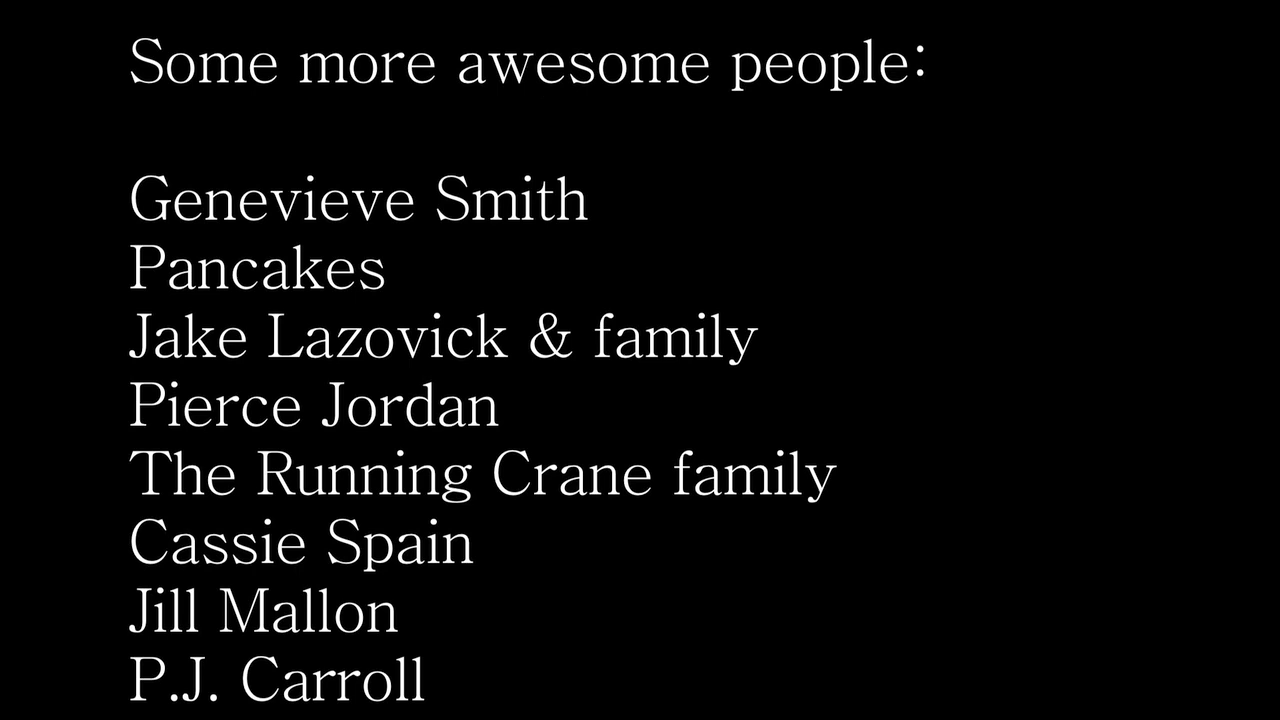 Some more awesome people:
Genevieve Smith
Pancakes
Jake Lazovick & family
Pierce Jordan
The Running Crane family
Cassie Spain
Jill Mallon
P.J. Carroll